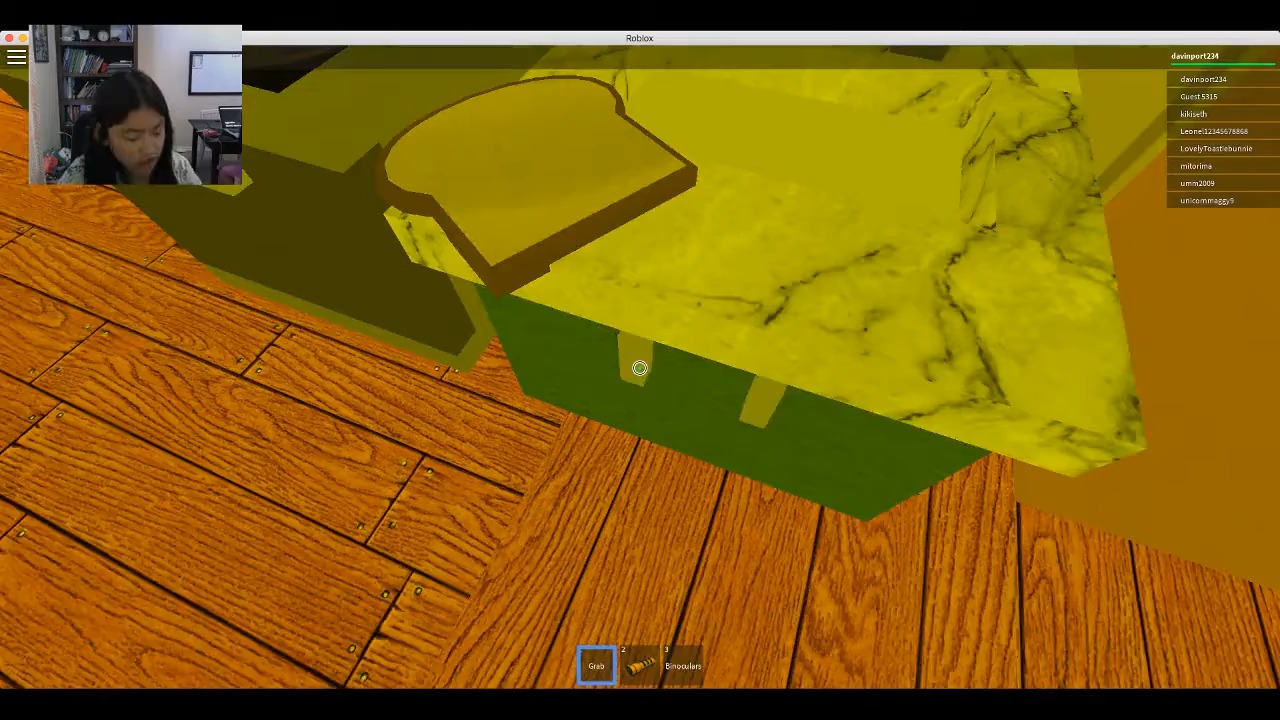 Roblox
davinport234
davinport234
Guest 5315
kikiseth
Leonel12345678868
LovelyToastiebunnie
mitorima
umm2009
unicornmaggy9
Grab
2
3
Binoculars